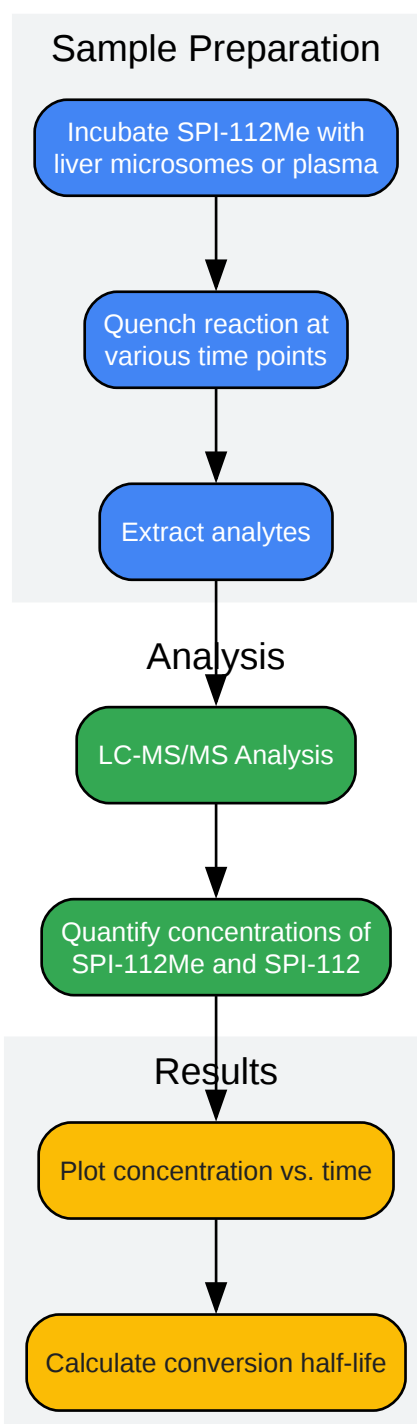 Sample Preparation
Incubate SPI-112Me with
liver microsomes or plasma
Quench reaction at
various time points
Extract analytes
Analysis
LC-MS/MS Analysis
Quantify concentrations of
SPI-112Me and SPI-112
Results
Plot concentration vs. time
Calculate conversion half-life